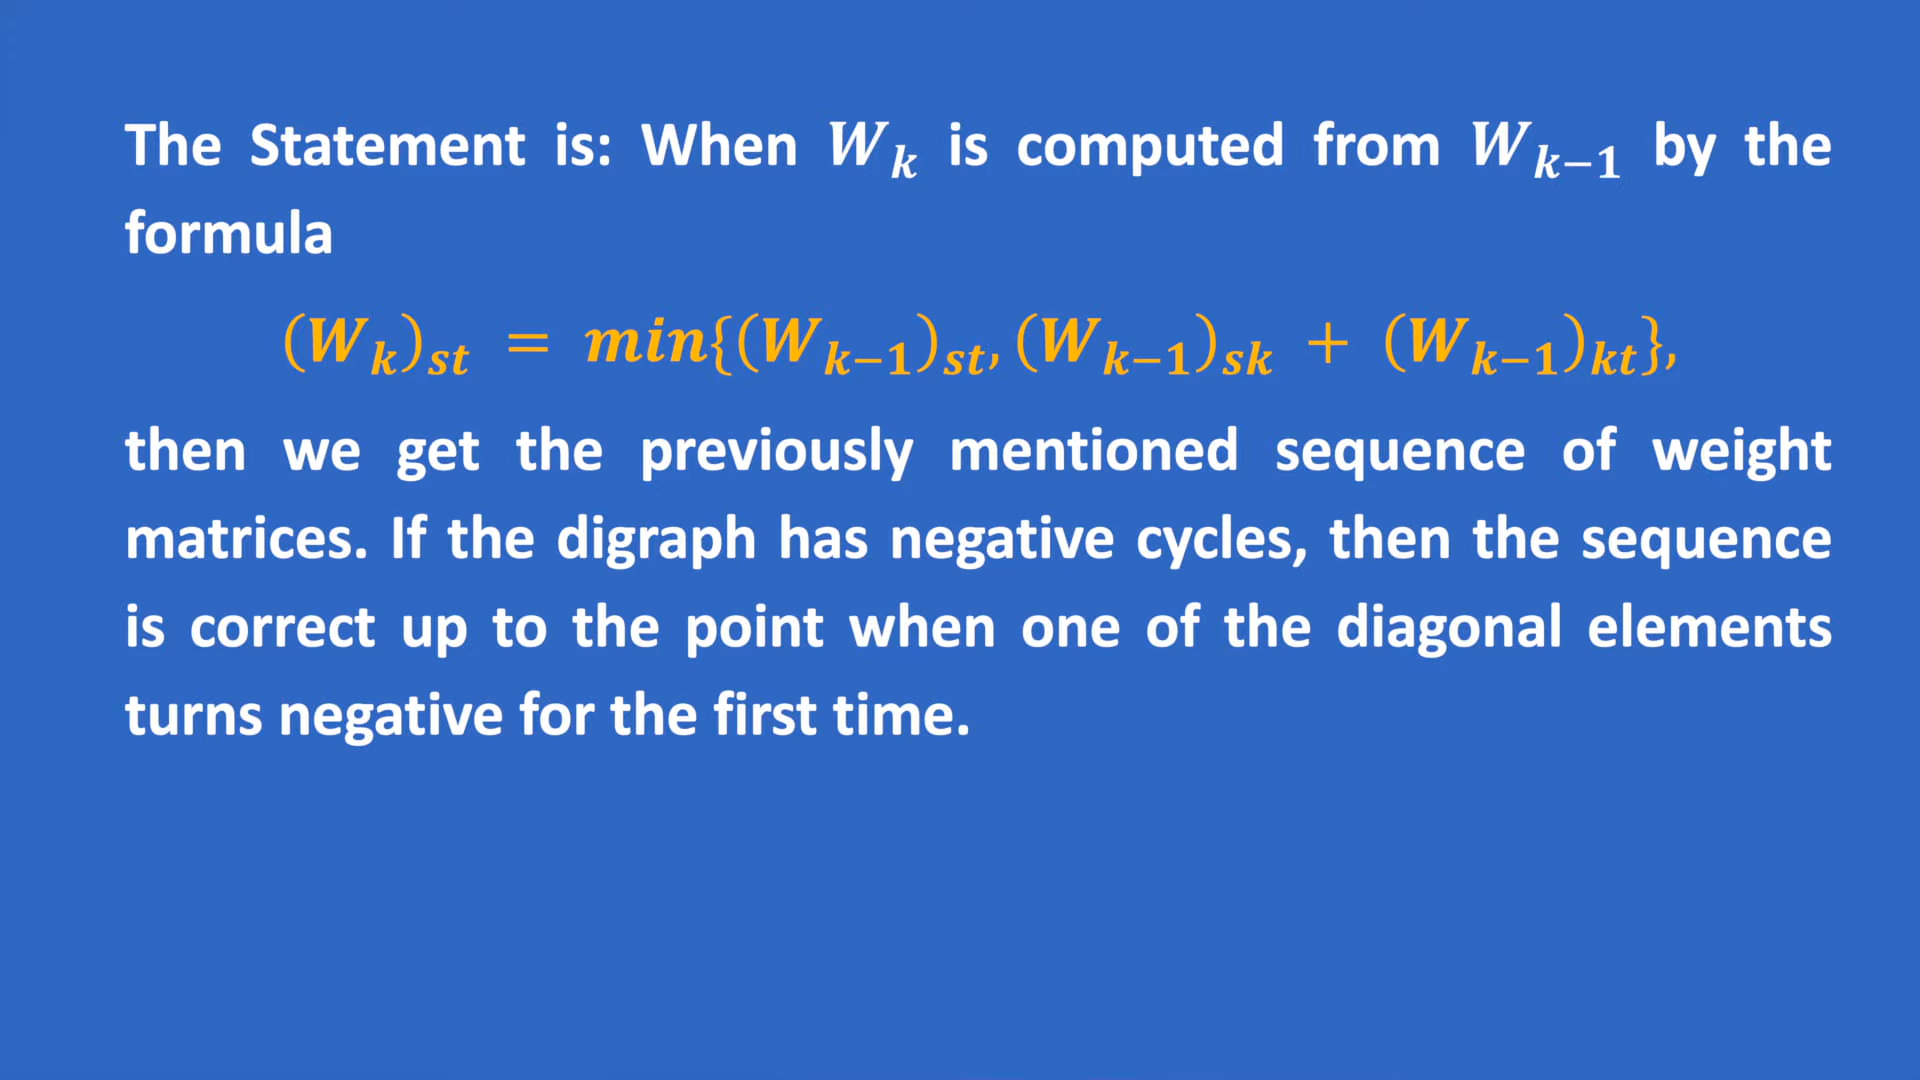 The Statement is: When W_k is computed from W_{k−1} by the
formula
(W_k)_{st} = min{(W_{k−1})_{st}, (W_{k−1})_{sk} + (W_{k−1})_{kt}},
then we get the previously mentioned sequence of weight
matrices. If the digraph has negative cycles, then the sequence
is correct up to the point when one of the diagonal elements
turns negative for the first time.